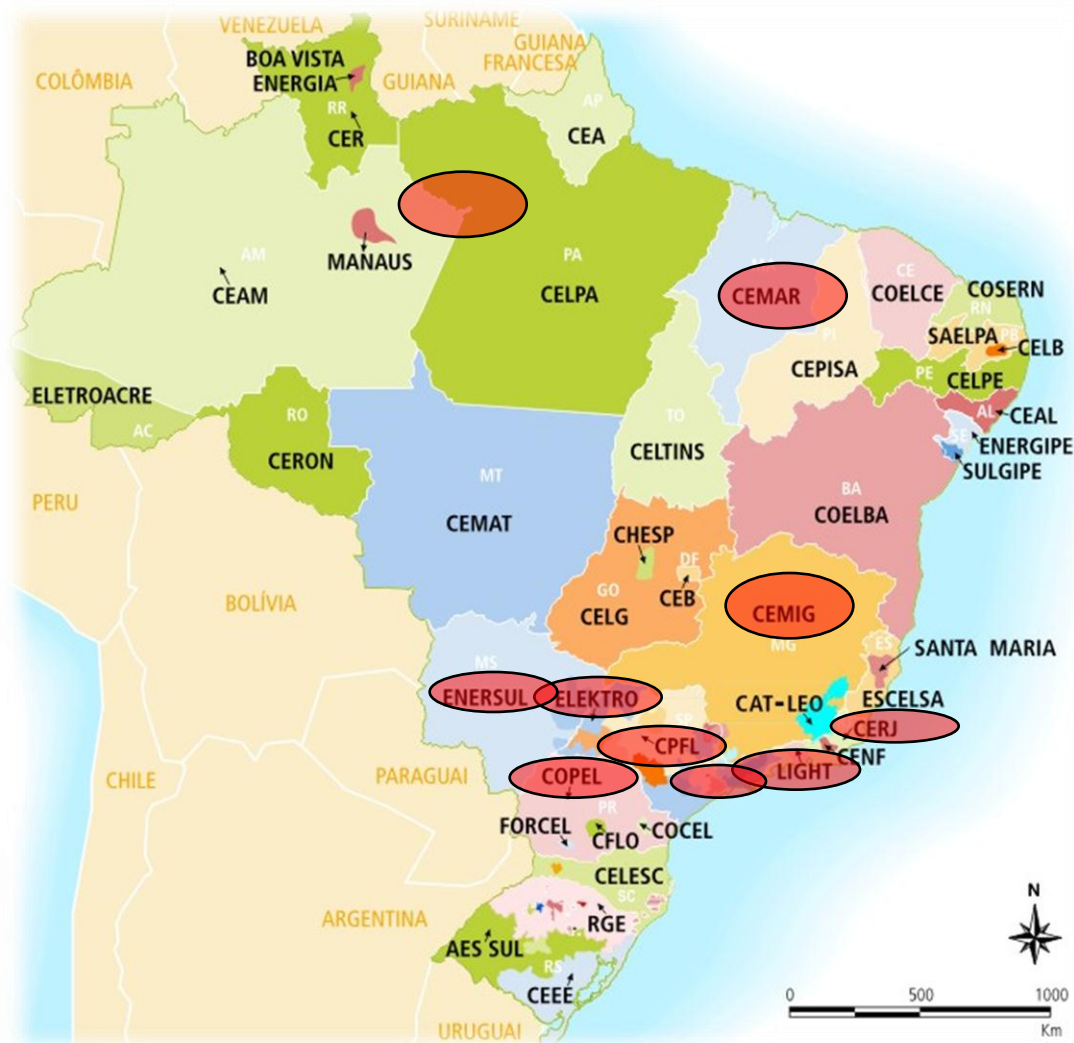 VENEZUELA
SURINAME
GUIANA
FRANCESA
COLÔMBIA
BOA VISTA
ENERGIA
GUIANA
RR
CER
AP
CEA
AM
CEAM
MANAUS
PA
CELPA
CEMAR
PI
CEPISA
CE
COELCE
COSERN
RN
SAELPA
PB
CELB
PE
CELPE
AL
CEAL
SE
ENERGIPE
SULGIPE
ELETROACRE
AC
RO
CERON
TO
CELTINS
MT
CEMAT
BA
COELBA
PERU
CHESP
DF
CEB
GO
CELG
BOLÍVIA
CEMIG
MG
ES
SANTA MARIA
ESCELSA
MS
ENERSUL
ELEKTRO
SP
CAT-LEO
CERJ
CENF
CPFL
LIGHT
COPEL
CHILE
PARAGUAI
PR
FORCEL
CFLO
COCEL
CELESC
SC
ARGENTINA
RGE
AES SUL
RS
CEEE
URUGUAI
N
0 500 1000
Km